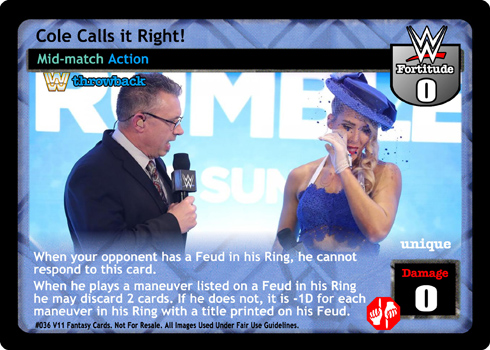 Cole Calls it Right!
Mid-match Action
W
Fortitude
0
WF throwback
RUMBLE
SUN
W
unique
When your opponent has a Feud in his Ring, he cannot
respond to this card.
When he plays a maneuver listed on a Feud in his Ring
he may discard 2 cards. If he does not, it is -1D for each
maneuver in his Ring with a title printed on his Feud.
Damage
0
#036 V11 Fantasy Cards. Not For Resale. All Images Used Under Fair Use Guidelines.